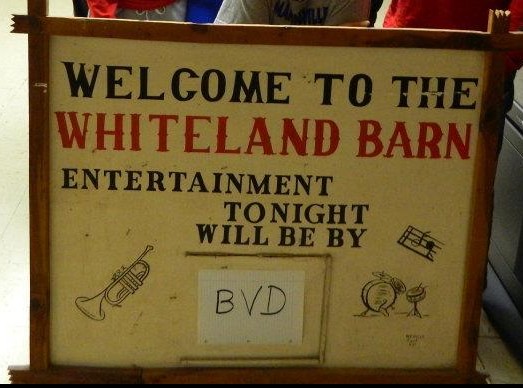 WELCOME TO THE
WHITELAND BARN
ENTERTAINMENT
TONIGHT
WILL BE BY
BVD